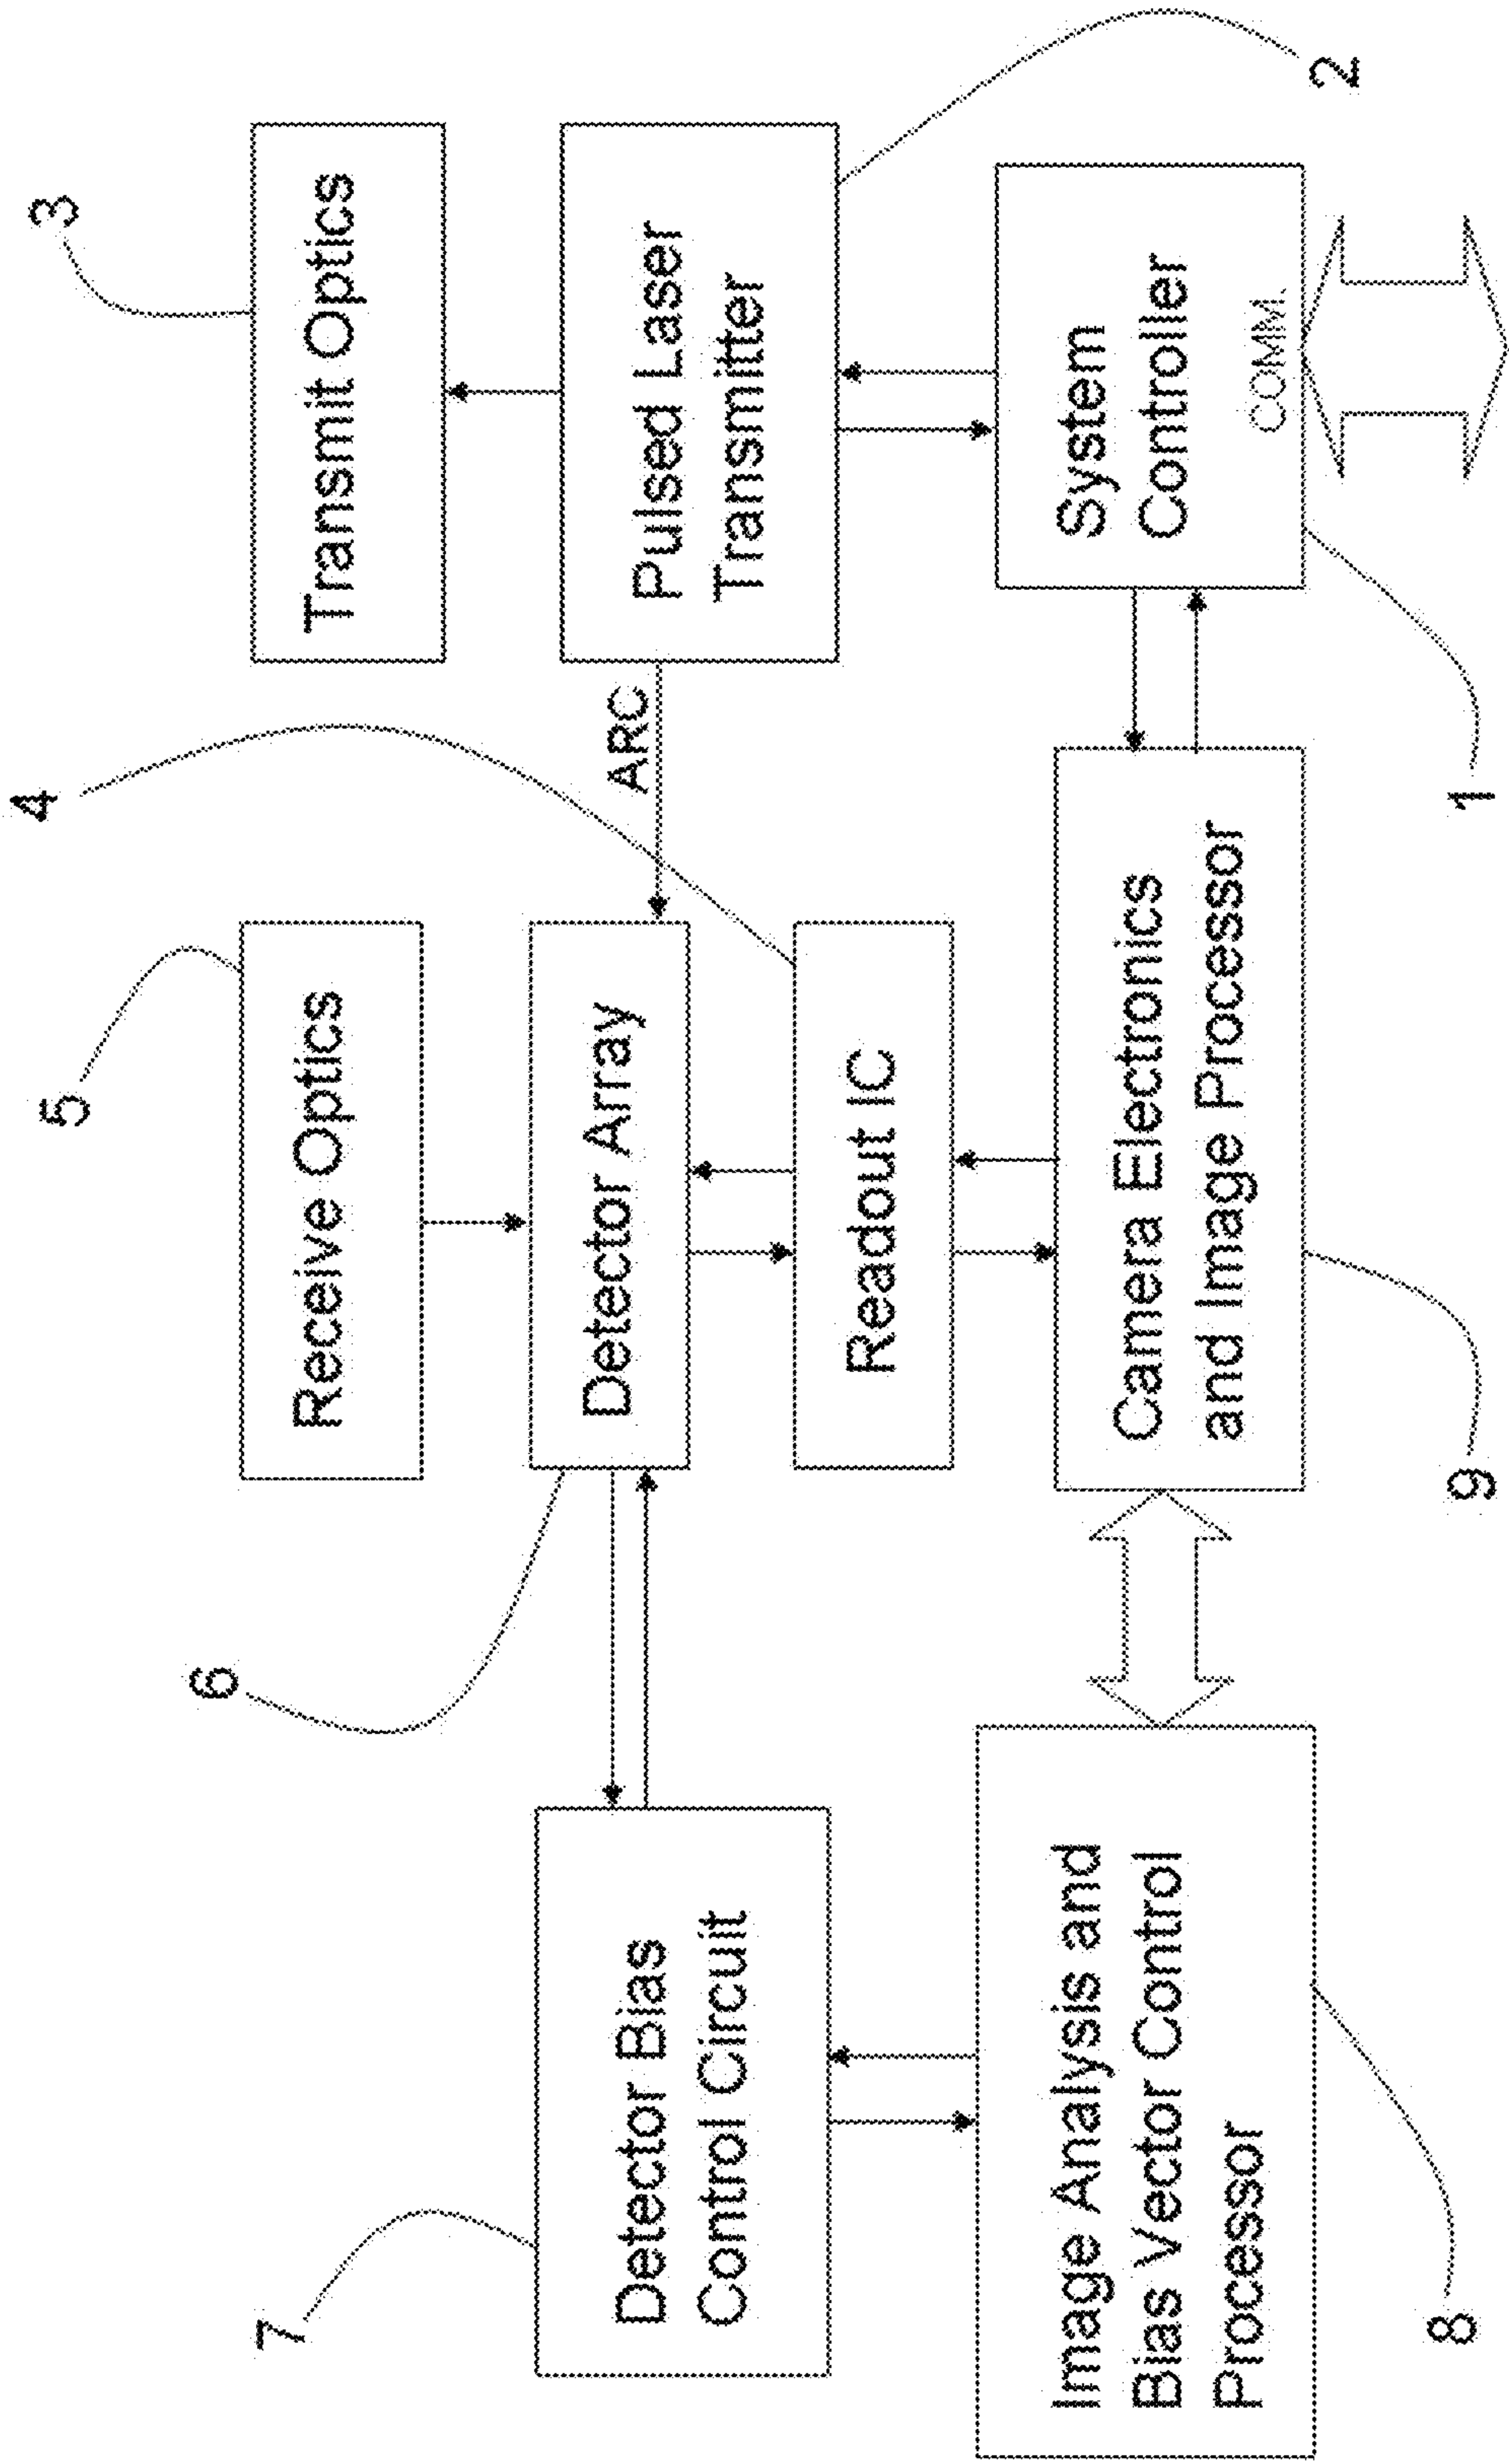 5
4
3
6
7
Receive Optics
Transmit Optics
Detector Bias
Control Circuit
Detector Array
ARC
Pulsed Laser
Transmitter
Readout IC
2
Image Analysis and
Bias Vector Control
Processor
Camera Electronics
and Image Processor
System
Controller
COMM.
8
9
1